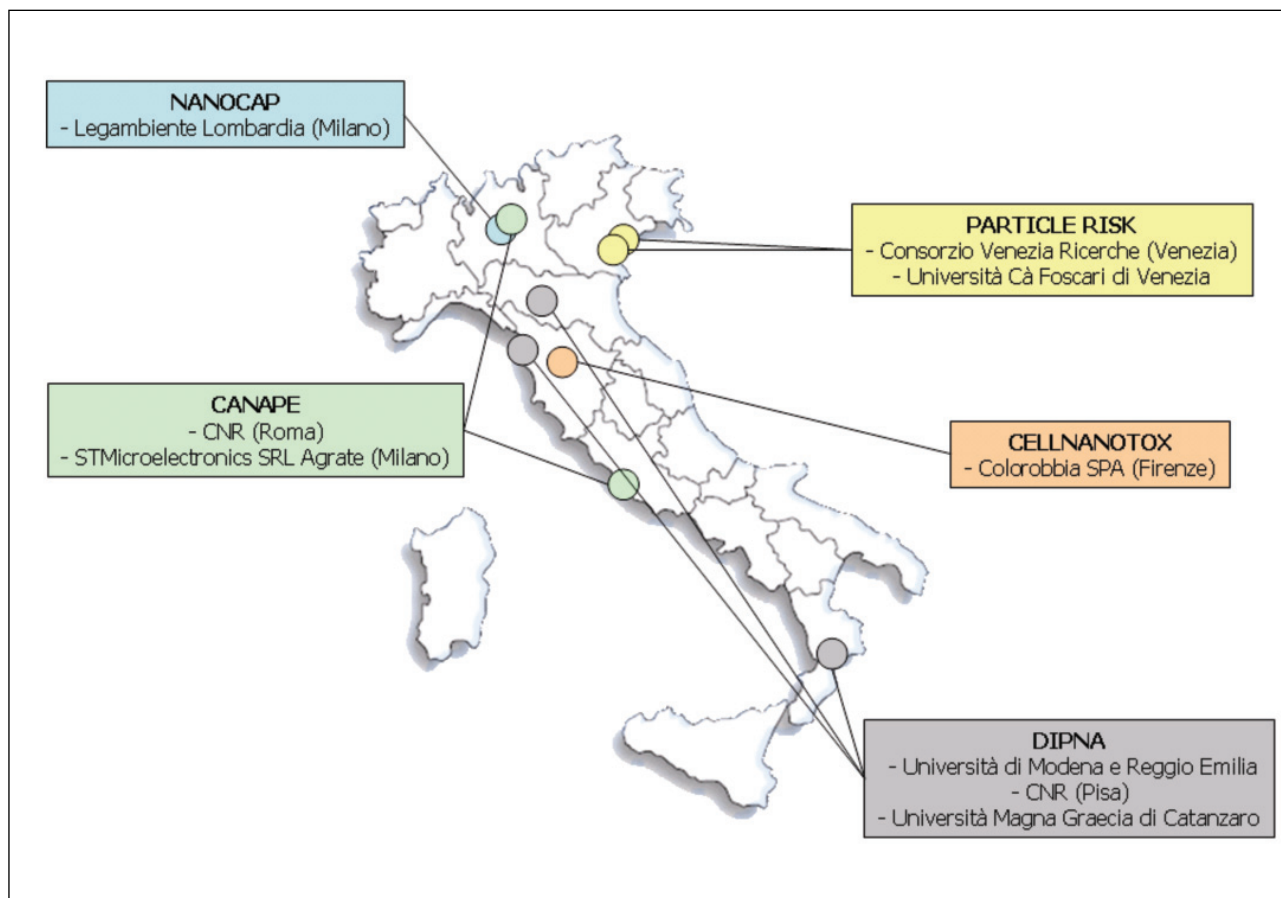 NANOCAP
- Legambiente Lombardia (Milano)
PARTICLE RISK
- Consorzio Venezia Ricerche (Venezia)
- Università Cà Foscari di Venezia
CANAPE
- CNR (Roma)
- STMicroelectronics SRL Agrate (Milano)
CELLNANOTOX
- Colorobbia SPA (Firenze)
DIPNA
- Università di Modena e Reggio Emilia
- CNR (Pisa)
- Università Magna Graecia di Catanzaro